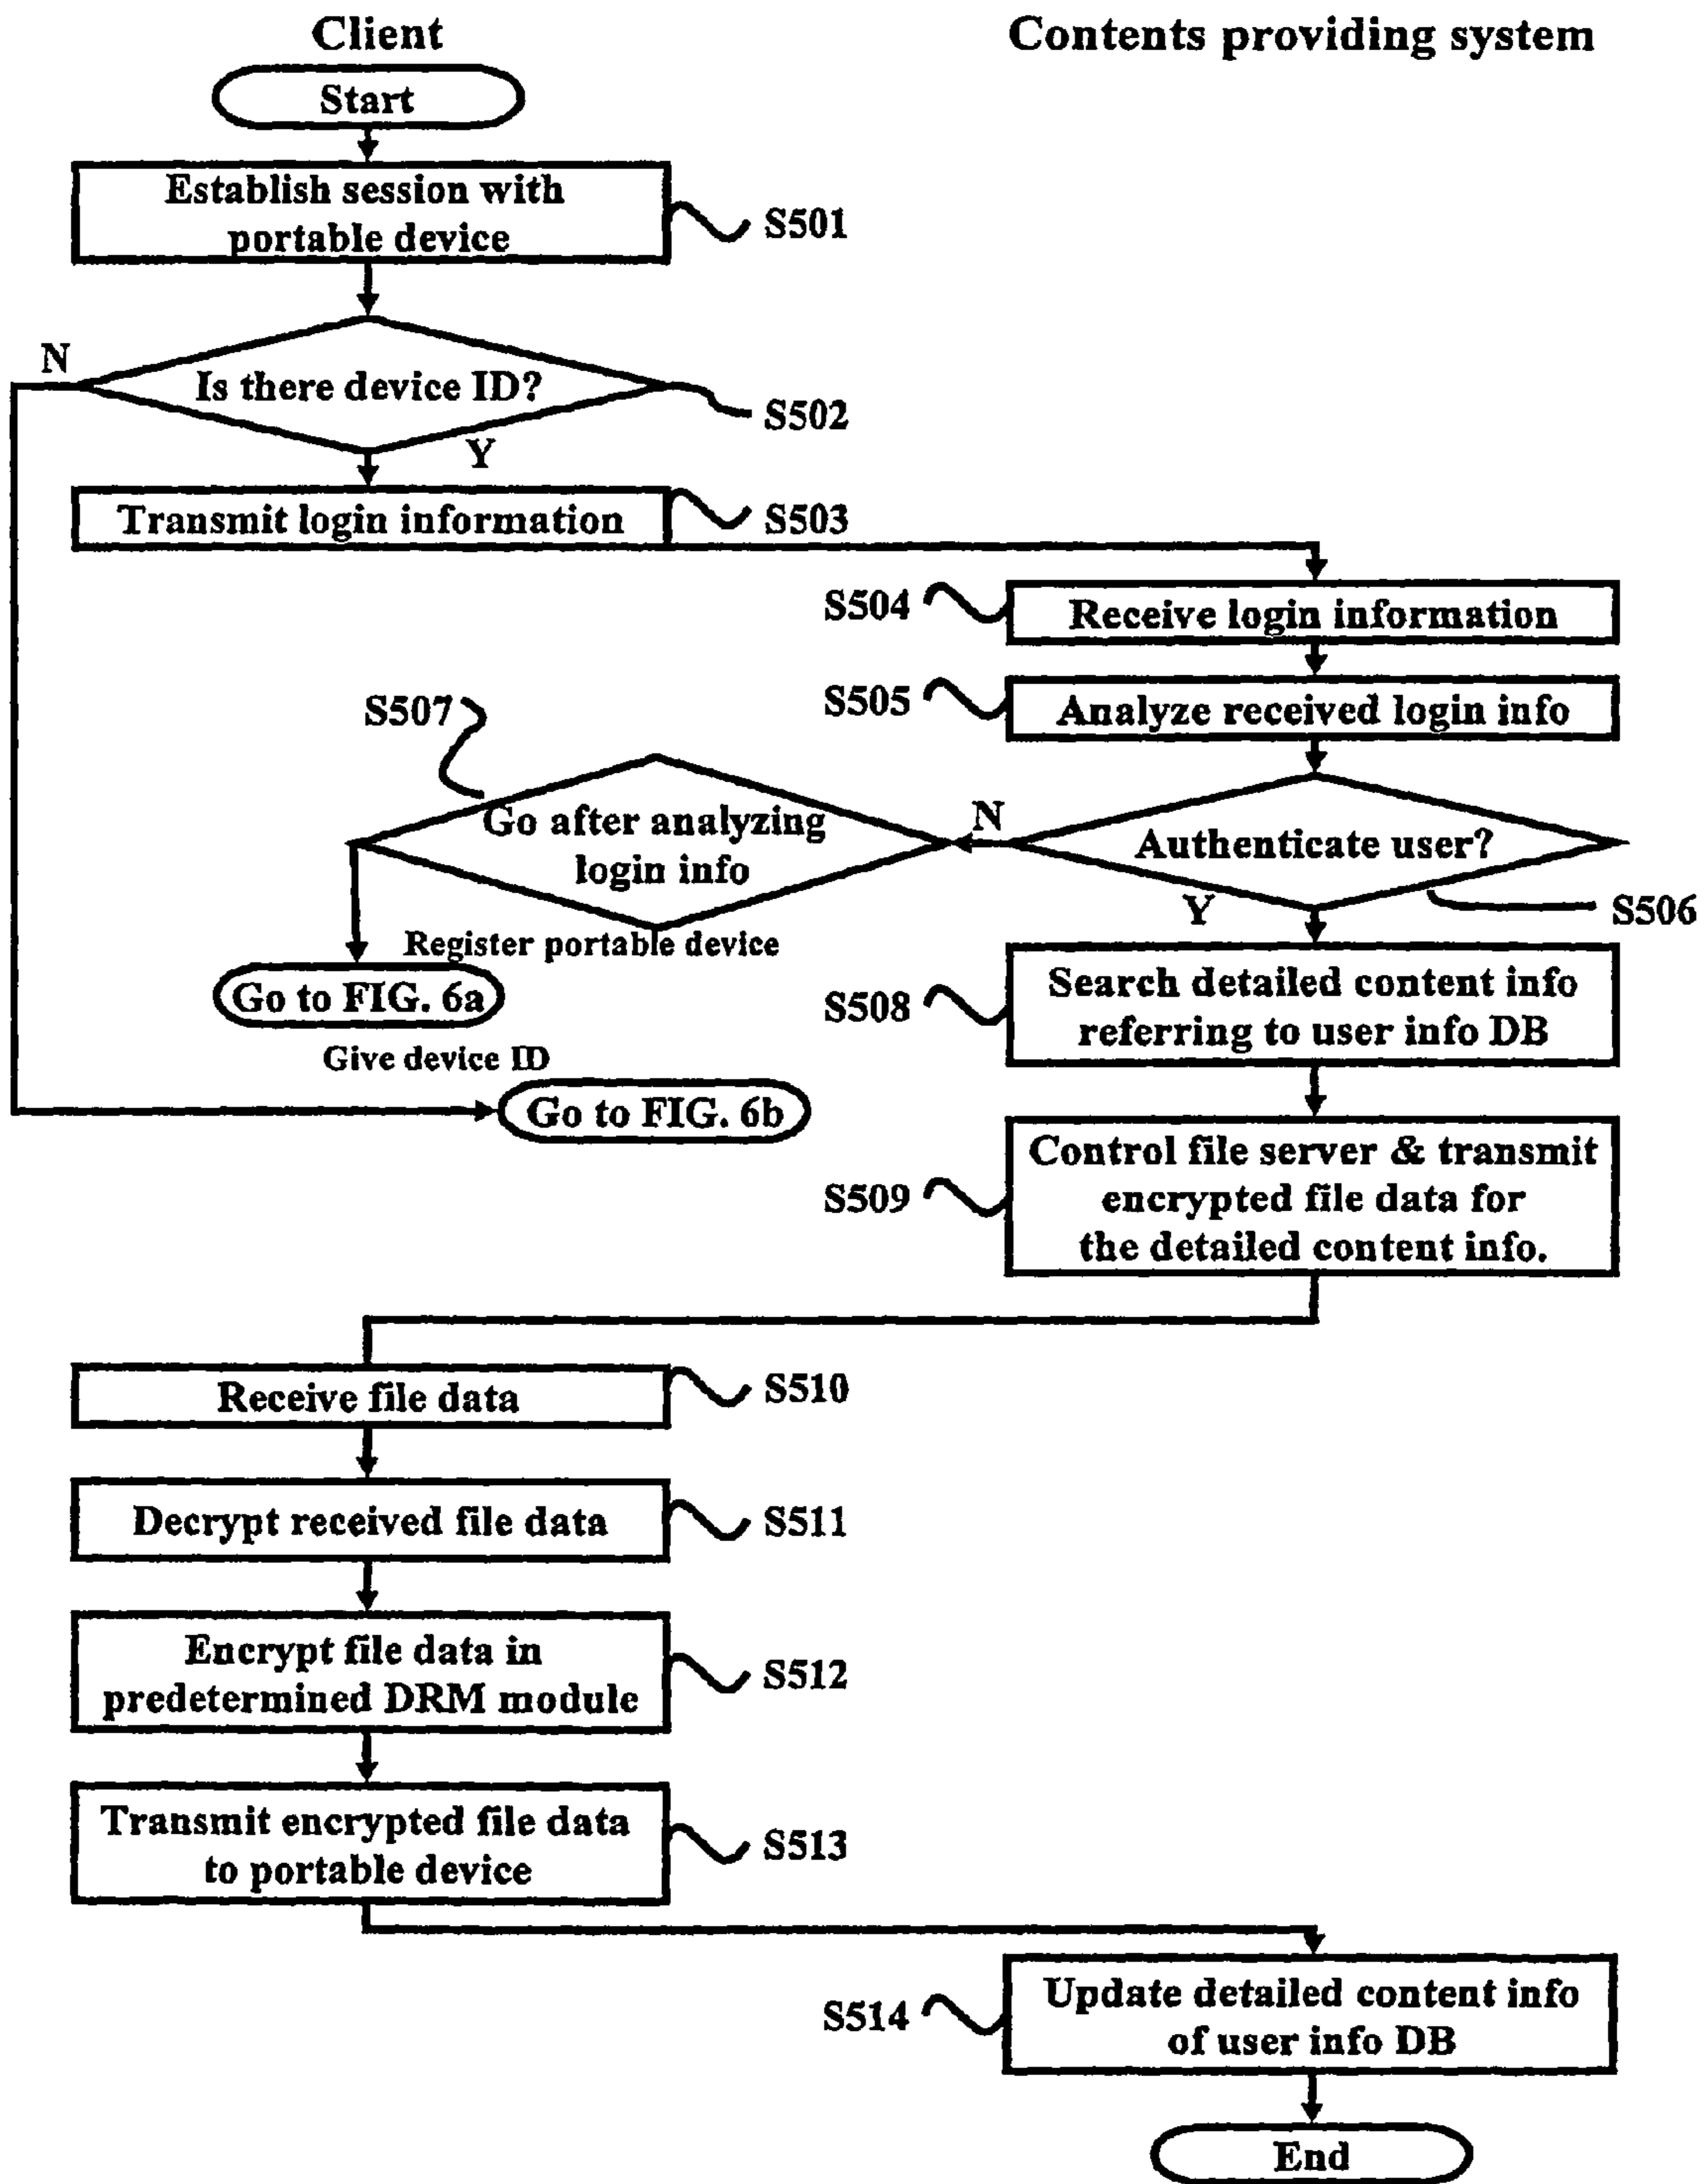 Client
Contents providing system
Start
Establish session with
portable device
S501
N
Is there device ID?
S502
Y
Transmit login information
S503
S504
Receive login information
S505
Analyze received login info
S507
Go after analyzing
login info
N
Authenticate user?
Y
S506
Register portable device
Go to FIG. 6a
Search detailed content info
referring to user info DB
S508
Give device ID
Go to FIG. 6b
Control file server & transmit
encrypted file data for
the detailed content info.
S509
Receive file data
S510
Decrypt received file data
S511
Encrypt file data in
predetermined DRM module
S512
Transmit encrypted file data
to portable device
S513
Update detailed content info
of user info DB
S514
End